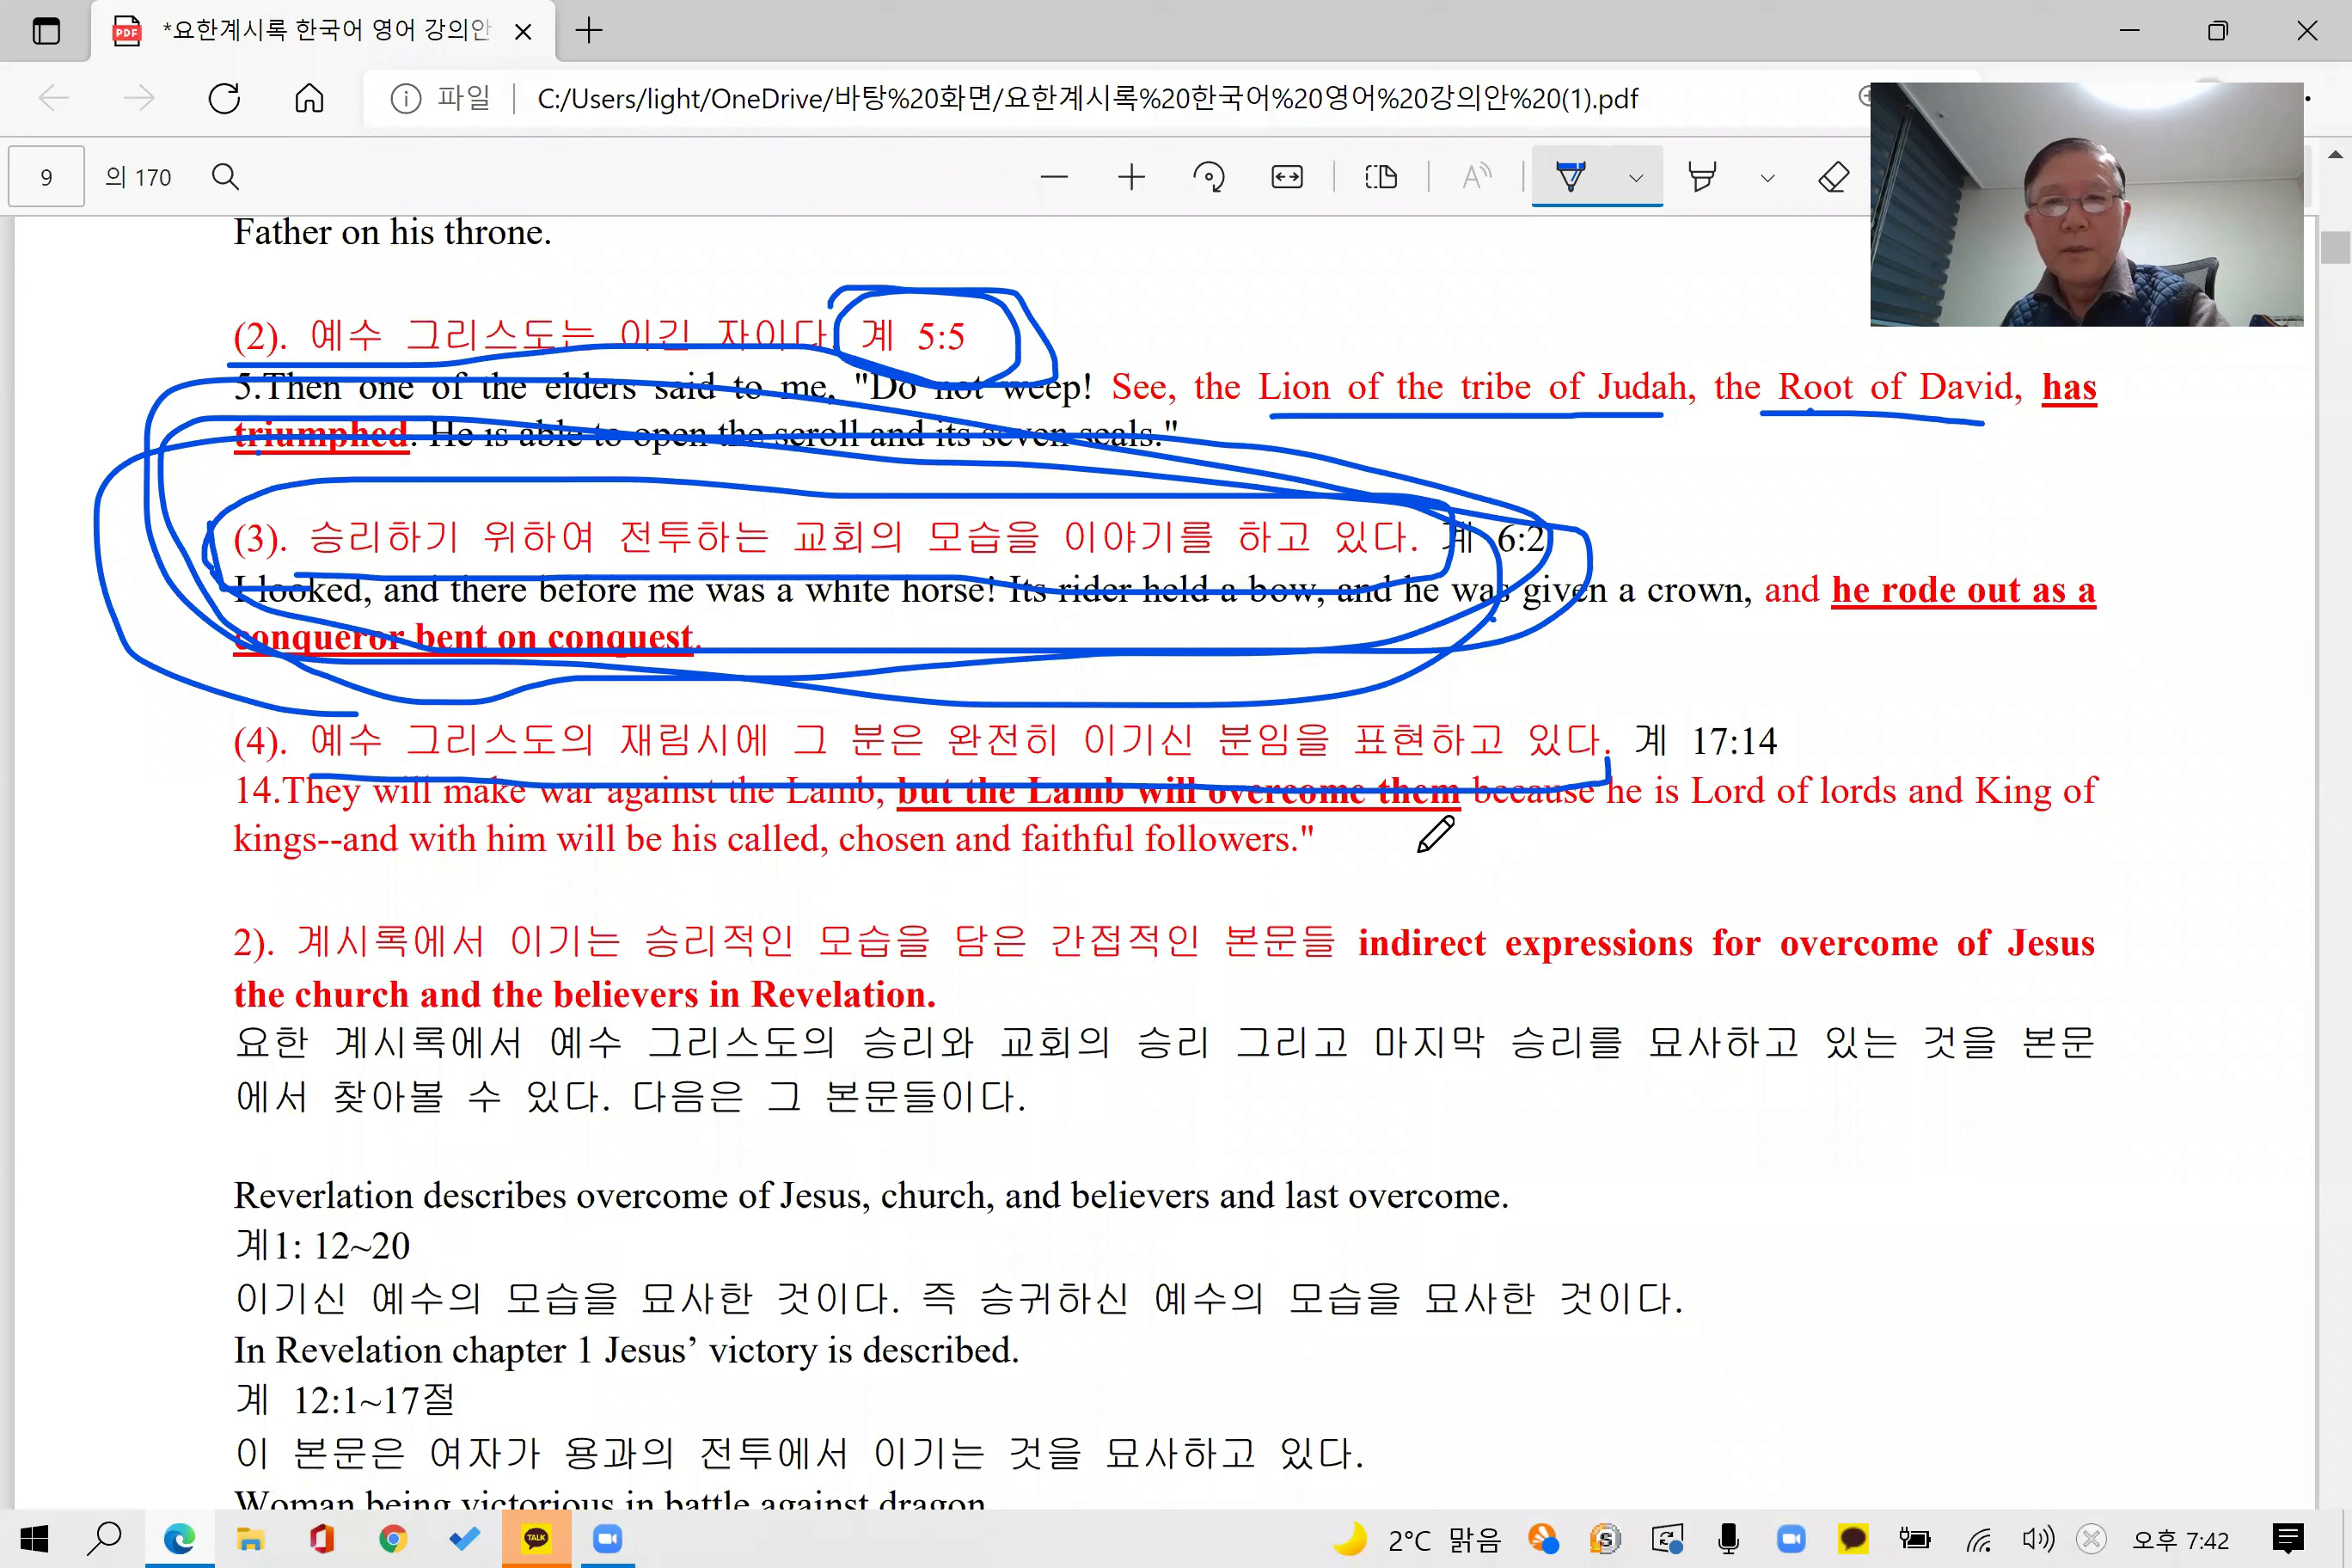 *요한계시록 한국어 영어 강의안
파일 C:/Users/light/OneDrive/바탕%20화면/요한계시록%20한국어%20영어%20강의안%20(1).pdf
9 의 170
Father on his throne.
(2). 예수 그리스도는 이긴 자이다. 계 5:5
5.Then one of the elders said to me, "Do not weep! See, the Lion of the tribe of Judah, the Root of David, has
triumphed. He is able to open the scroll and its seven seals."
(3). 승리하기 위하여 전투하는 교회의 모습을 이야기를 하고 있다. 계 6:2
I looked, and there before me was a white horse! Its rider held a bow, and he was given a crown, and he rode out as a
conqueror bent on conquest.
(4). 예수 그리스도의 재림시에 그 분은 완전히 이기신 분임을 표현하고 있다. 계 17:14
14.They will make war against the Lamb, but the Lamb will overcome them because he is Lord of lords and King of
kings--and with him will be his called, chosen and faithful followers."
2). 계시록에서 이기는 승리적인 모습을 담은 간접적인 본문들 indirect expressions for overcome of Jesus
the church and the believers in Revelation.
요한 계시록에서 예수 그리스도의 승리와 교회의 승리 그리고 마지막 승리를 묘사하고 있는 것을 본문
에서 찾아볼 수 있다. 다음은 그 본문들이다.
Reverlation describes overcome of Jesus, church, and believers and last overcome.
계1: 12~20
이기신 예수의 모습을 묘사한 것이다. 즉 승귀하신 예수의 모습을 묘사한 것이다.
In Revelation chapter 1 Jesus’ victory is described.
계 12:1~17절
이 본문은 여자가 용과의 전투에서 이기는 것을 묘사하고 있다.
Woman being victorious in battle against dragon
2°C 맑음 오후 7:42